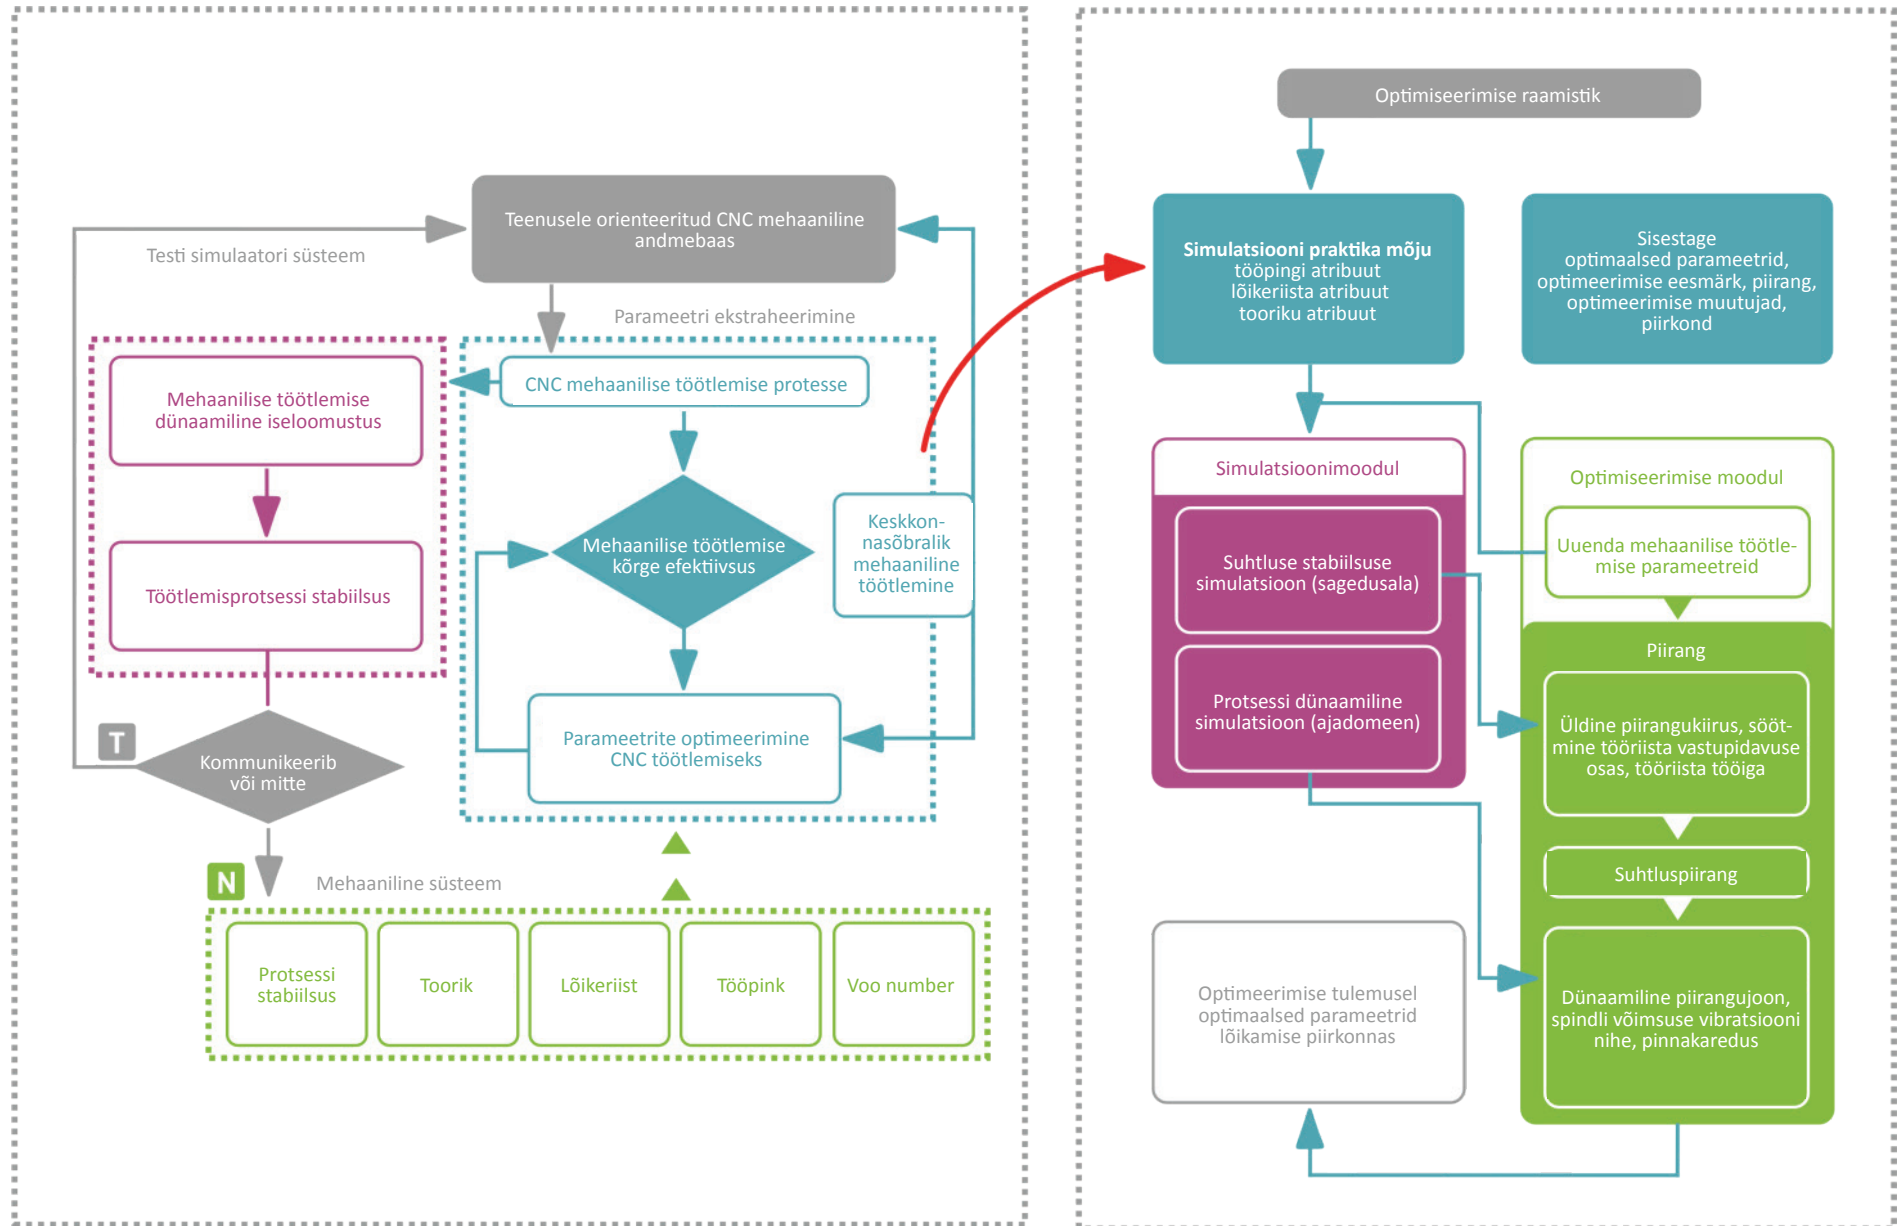 Teenusele orienteeritud CNC mehaaniline
andmebaas
Testi simulaatori süsteem
Parameetri ekstraheerimine
CNC mehaanilise töötlemise protesse
Mehaanilise töötlemise
dünaamiline iseloomustus
Töötlemisprotsessi stabiilsus
Mehaanilise töötlemise
kõrge efektiivsus
Keskkon-
nasõbralik
mehaaniline
töötlemine
Parameetrite optimeerimine
CNC töötlemiseks
T
Kommunikeerib
või mitte
N
Mehaaniline süsteem
Protsessi
stabiilsus
Toorik
Lõikeriist
Tööpink
Voo number
Optimiseerimise raamistik
Simulatsiooni praktika mõju
tööpingi atribuut
lõikeriista atribuut
tooriku atribuut
Sisestage
optimaalsed parameetrid,
optimeerimise eesmärk, piirang,
optimeerimise muutujad,
piirkond
Simulatsioonimoodul
Suhtluse stabiilsuse
simulatsioon (sagedusala)
Protsessi dünaamiline
simulatsioon (ajadomeen)
Optimiseerimise moodul
Uuenda mehaanilise töötle-
mise parameetreid
Piirang
Üldine piirangukiirus, sööt-
mine tööriista vastupidavuse
osas, tööriista tööiga
Suhtluspiirang
Dünaamiline piirangujoon,
spindli võimsuse vibratsiooni
nihe, pinnakaredus
Optimeerimise tulemusel
optimaalsed parameetrid
lõikamise piirkonnas